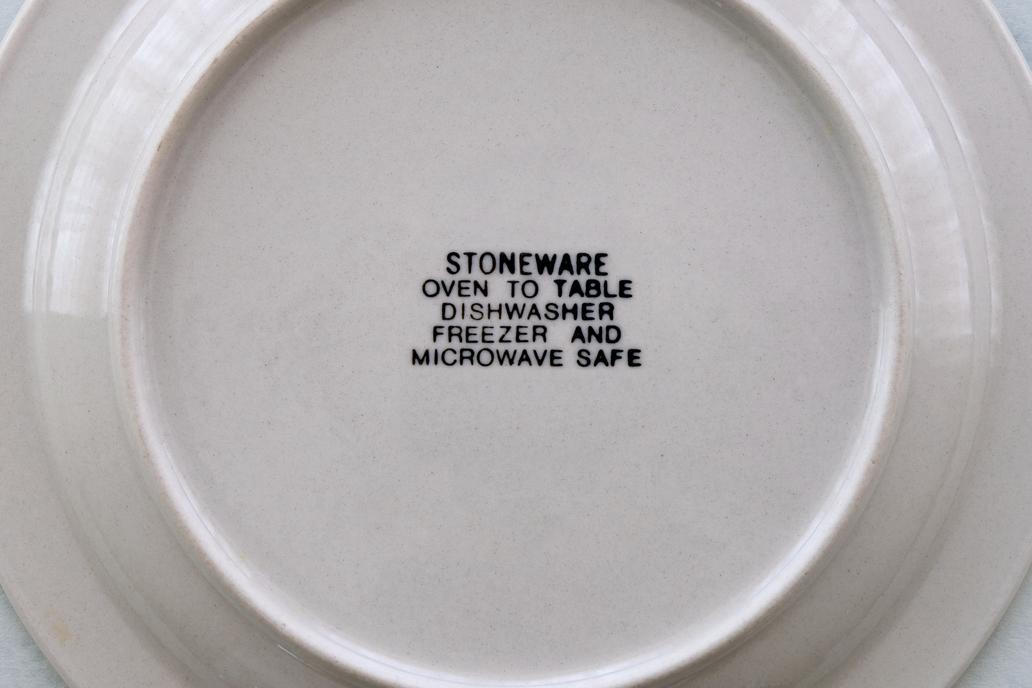 STONEWARE
OVEN TO TABLE
DISHWASHER
FREEZER AND
MICROWAVE SAFE